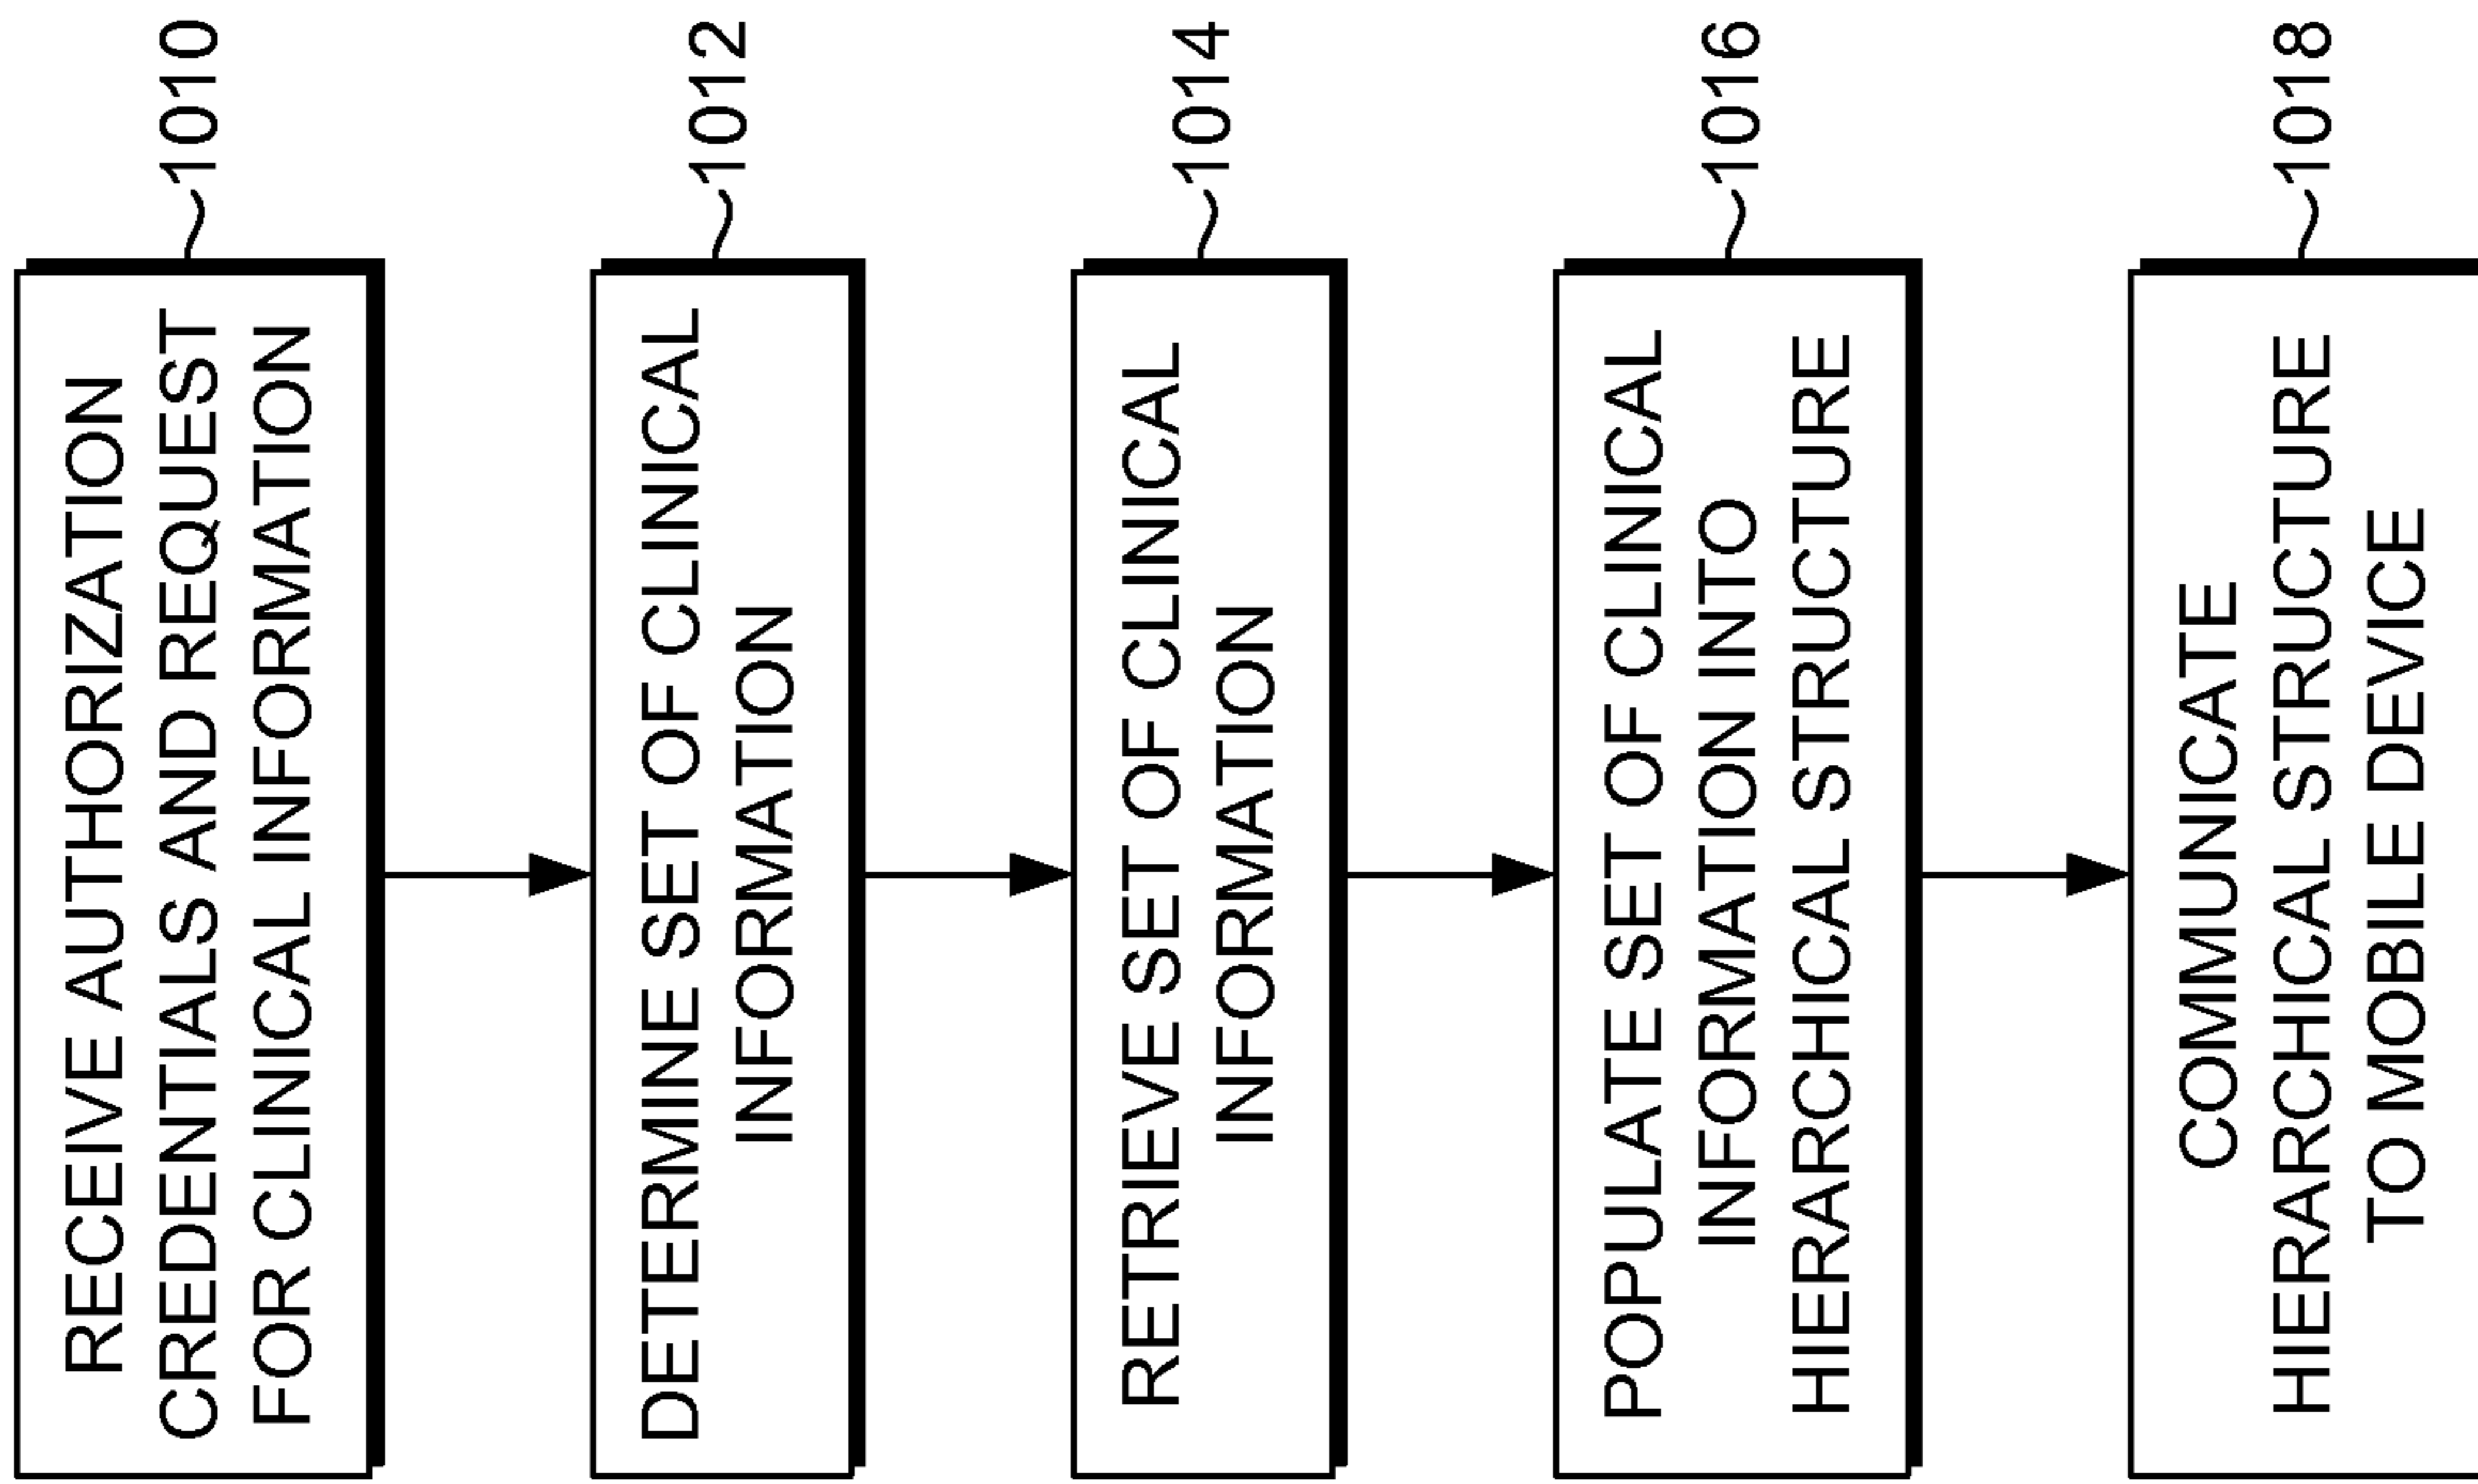 RECEIVE AUTHORIZATION
CREDENTIALS AND REQUEST
FOR CLINICAL INFORMATION
1010
DETERMINE SET OF CLINICAL
INFORMATION
1012
RETRIEVE SET OF CLINICAL
INFORMATION
1014
POPULATE SET OF CLINICAL
INFORMATION INTO
HIERARCHICAL STRUCTURE
1016
COMMUNICATE
HIERARCHICAL STRUCTURE
TO MOBILE DEVICE
1018